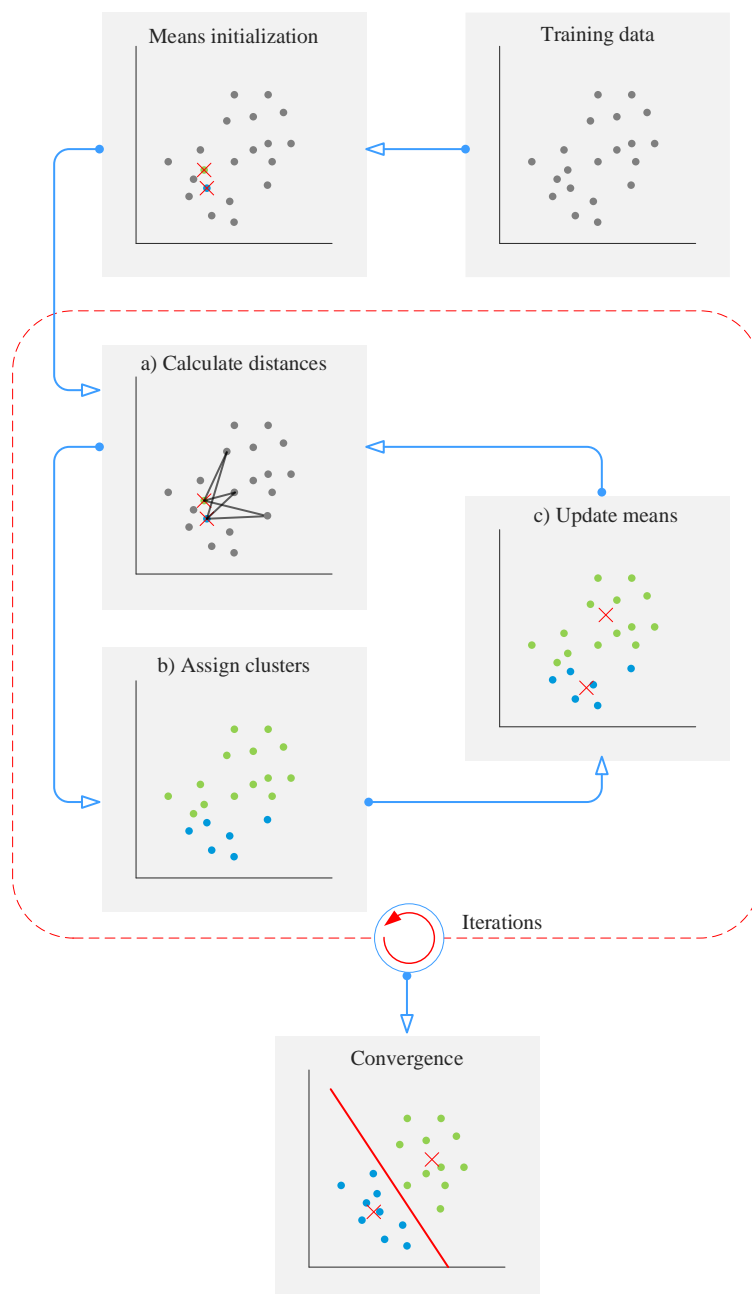 Means initialization
Training data
a) Calculate distances
c) Update means
b) Assign clusters
Iterations
Convergence